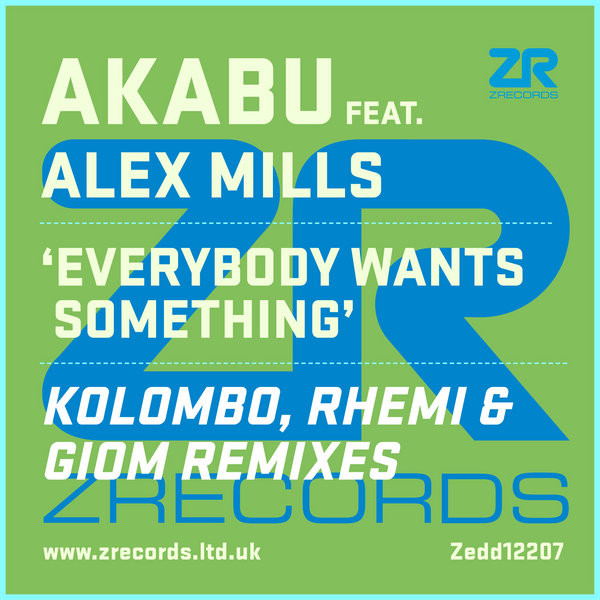 AKABU FEAT.
ZR
ZRECORDS
ALEX MILLS
‘EVERYBODY WANTS
SOMETHING’
KOLOMBO, RHEMI &
GIOM REMIXES
ZR
ZRECORDS
www.zrecords.ltd.uk
Zedd12207